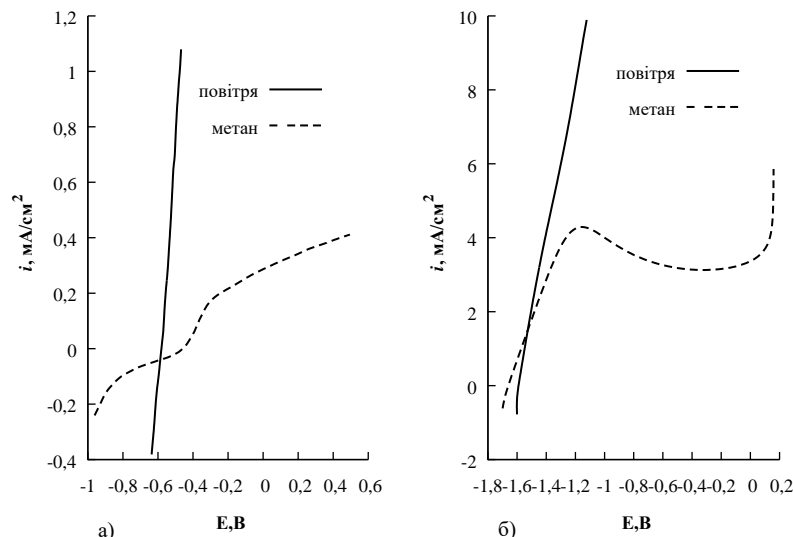 1,2
1
0,8
0,6
0,4
0,2
0
-0,2
-0,4
i, мА/см²
повітря
метан
-1 -0,8 -0,6 -0,4 -0,2 0 0,2 0,4 0,6
а) E,В
10
8
6
4
2
0
-2
i, мА/см²
повітря
метан
-1,8 -1,6 -1,4 -1,2 -1 -0,8 -0,6 -0,4 -0,2 0 0,2
б) E,В